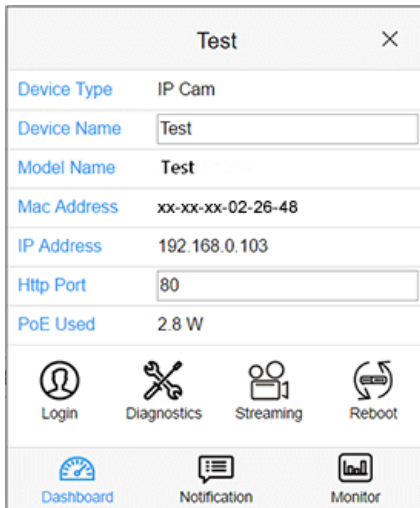 Test ×
Device Type IP Cam
Device Name Test
Model Name Test
Mac Address xx-xx-xx-02-26-48
IP Address 192.168.0.103
Http Port 80
PoE Used 2.8 W
Login Diagnostics Streaming Reboot
Dashboard Notification Monitor